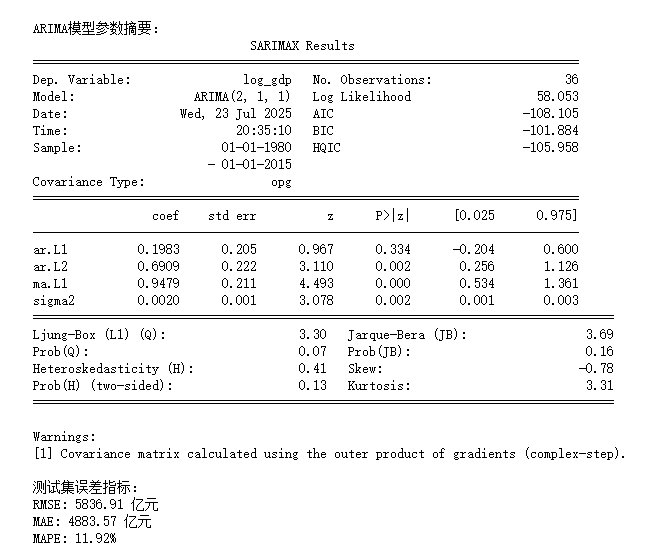 ARIMA模型参数摘要：
SARIMAX Results
Dep. Variable: log_gdp No. Observations: 36
Model: ARIMA(2, 1, 1) Log Likelihood 58.053
Date: Wed, 23 Jul 2025 AIC -108.105
Time: 20:35:10 BIC -101.884
Sample: 01-01-1980 HQIC -105.958
- 01-01-2015
Covariance Type: opg
coef std err z P>|z| [0.025 0.975]
ar.L1 0.1983 0.205 0.967 0.334 -0.204 0.600
ar.L2 0.6909 0.222 3.110 0.002 0.256 1.126
ma.L1 0.9479 0.211 4.493 0.000 0.534 1.361
sigma2 0.0020 0.001 3.078 0.002 0.001 0.003
Ljung-Box (L1) (Q): 3.30 Jarque-Bera (JB): 3.69
Prob(Q): 0.07 Prob(JB): 0.16
Heteroskedasticity (H): 0.41 Skew: -0.78
Prob(H) (two-sided): 0.13 Kurtosis: 3.31
Warnings:
[1] Covariance matrix calculated using the outer product of gradients (complex-step).
测试集误差指标：
RMSE: 5836.91 亿元
MAE: 4883.57 亿元
MAPE: 11.92%